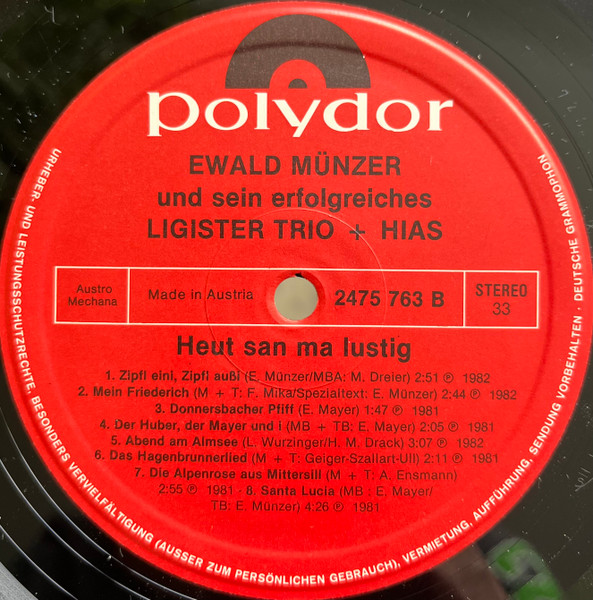 polydor
EWALD MÜNZER
und sein erfolgreiches
LIGISTER TRIO + HIAS
Austro
Mechana
Made in Austria
2475 763 B
STEREO
33
Heut san ma lustig
1. Zipfl eini, Zipfl außi (E. Münzer/MBA: M. Dreier) 2:51 ℗ 1982
2. Mein Friederich (M + T: F. Mika/Spezialtext: E. Münzer) 2:44 ℗ 1982
3. Donnersbacher Pfiff (E. Mayer) 1:47 ℗ 1981
4. Der Huber, der Mayer und i (MB + TB: E. Mayer) 2:05 ℗ 1981
5. Abend am Almsee (L. Wurzinger/H. M. Drack) 3:07 ℗ 1982
6. Das Hagenbrunnerlied (M + T: Geiger-Szallart-Ull) 2:11 ℗ 1981
7. Die Alpenrose aus Mittersill (M + T: A. Ensmann)
2:55 ℗ 1981 · 8. Santa Lucia (MB : E. Mayer/
TB: E. Münzer) 4:26 ℗ 1981
URHEBER- UND LEISTUNGSSCHUTZRECHTE, BESONDERS VERVIELFÄLTIGUNG (AUSSER ZUM PERSÖNLICHEN GEBRAUCH), VERMIETUNG, AUFFÜHRUNG, SENDUNG VORBEHALTEN · DEUTSCHE GRAMMOPHON